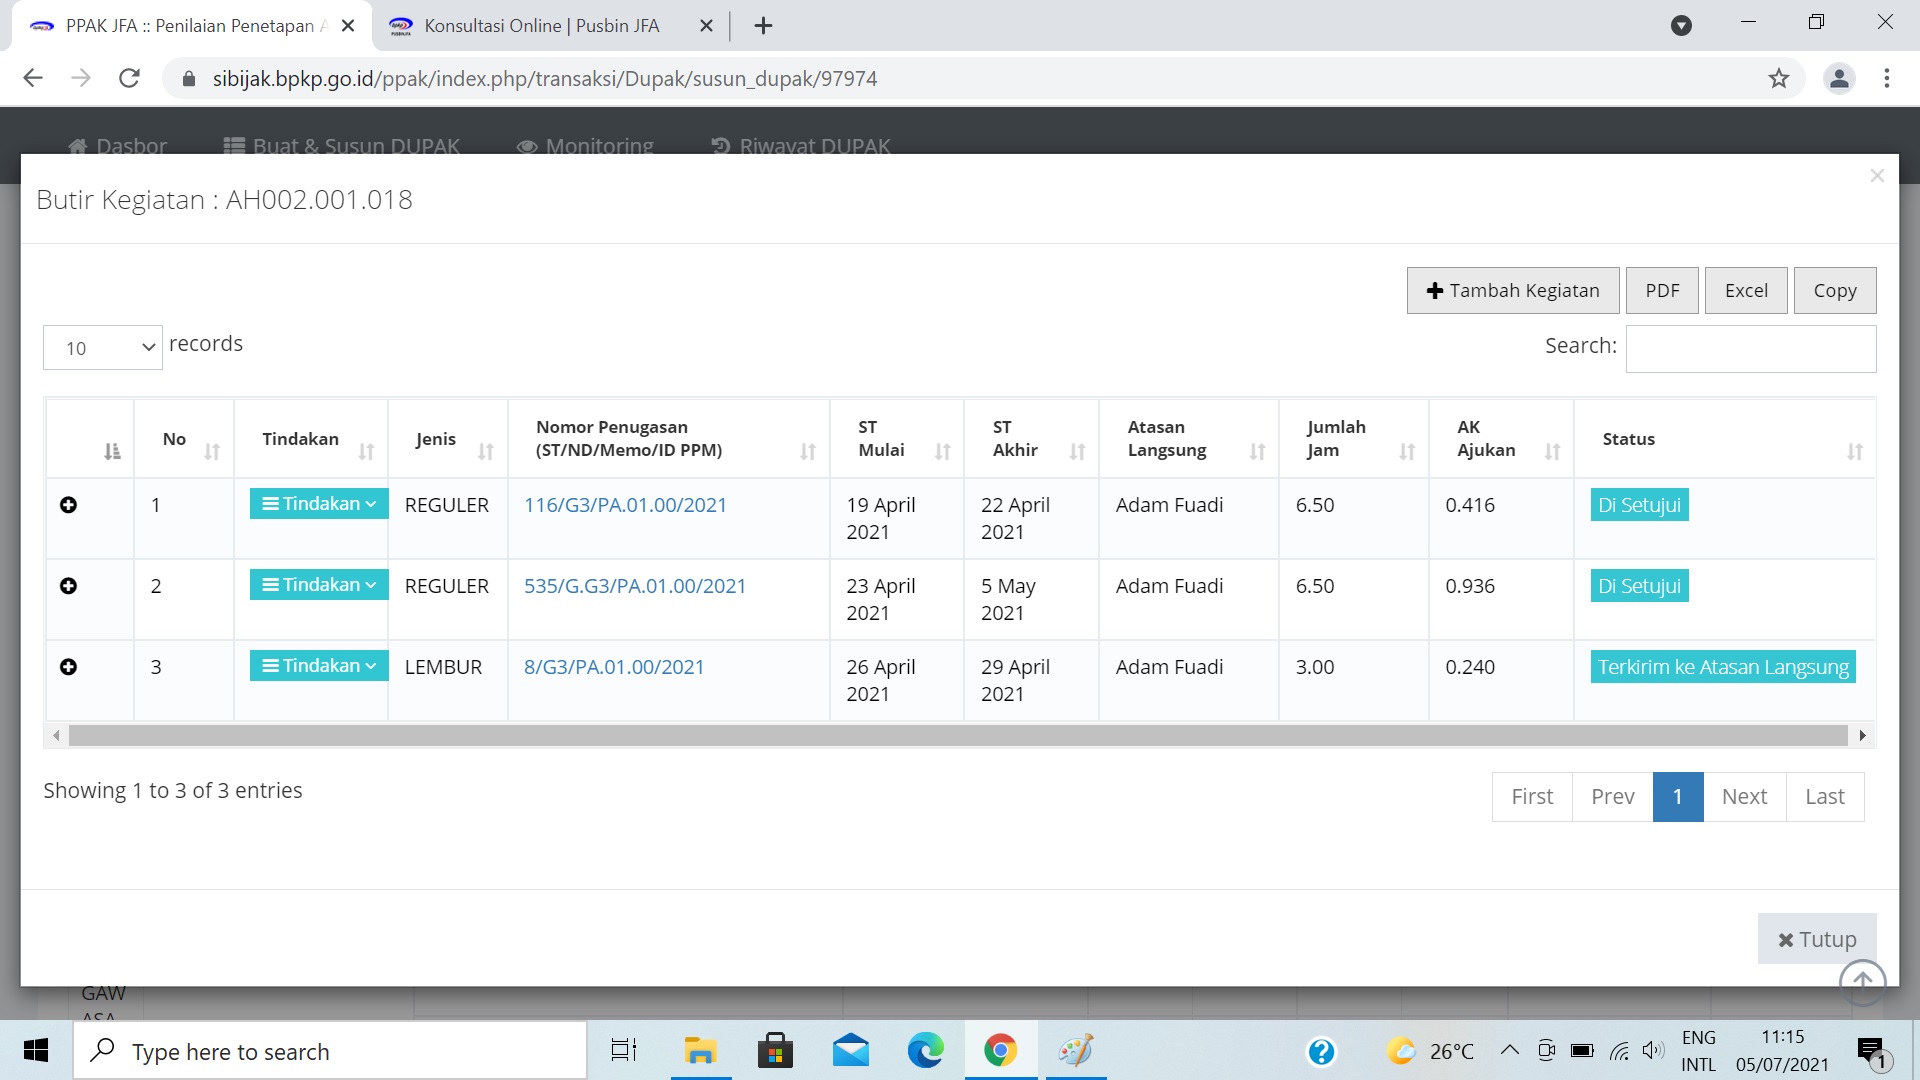 PPAK JFA :: Penilaian Penetapan A
Konsultasi Online | Pusbin JFA
sibijak.bpkp.go.id/ppak/index.php/transaksi/Dupak/susun_dupak/97974
Dasbor Buat & Susun DUPAK Monitoring Riwayat DUPAK
Butir Kegiatan : AH002.001.018
×
Tambah Kegiatan PDF Excel Copy
10 records
Search:
No Tindakan Jenis Nomor Penugasan (ST/ND/Memo/ID PPM) ST Mulai ST Akhir Atasan Langsung Jumlah Jam AK Ajukan Status
1 Tindakan REGULER 116/G3/PA.01.00/2021 19 April 2021 22 April 2021 Adam Fuadi 6.50 0.416 Di Setujui
2 Tindakan REGULER 535/G.G3/PA.01.00/2021 23 April 2021 5 May 2021 Adam Fuadi 6.50 0.936 Di Setujui
3 Tindakan LEMBUR 8/G3/PA.01.00/2021 26 April 2021 29 April 2021 Adam Fuadi 3.00 0.240 Terkirim ke Atasan Langsung
Showing 1 to 3 of 3 entries
First Prev 1 Next Last
Tutup
GAW
ASA
Type here to search
26°C
ENG
INTL
11:15
05/07/2021
1